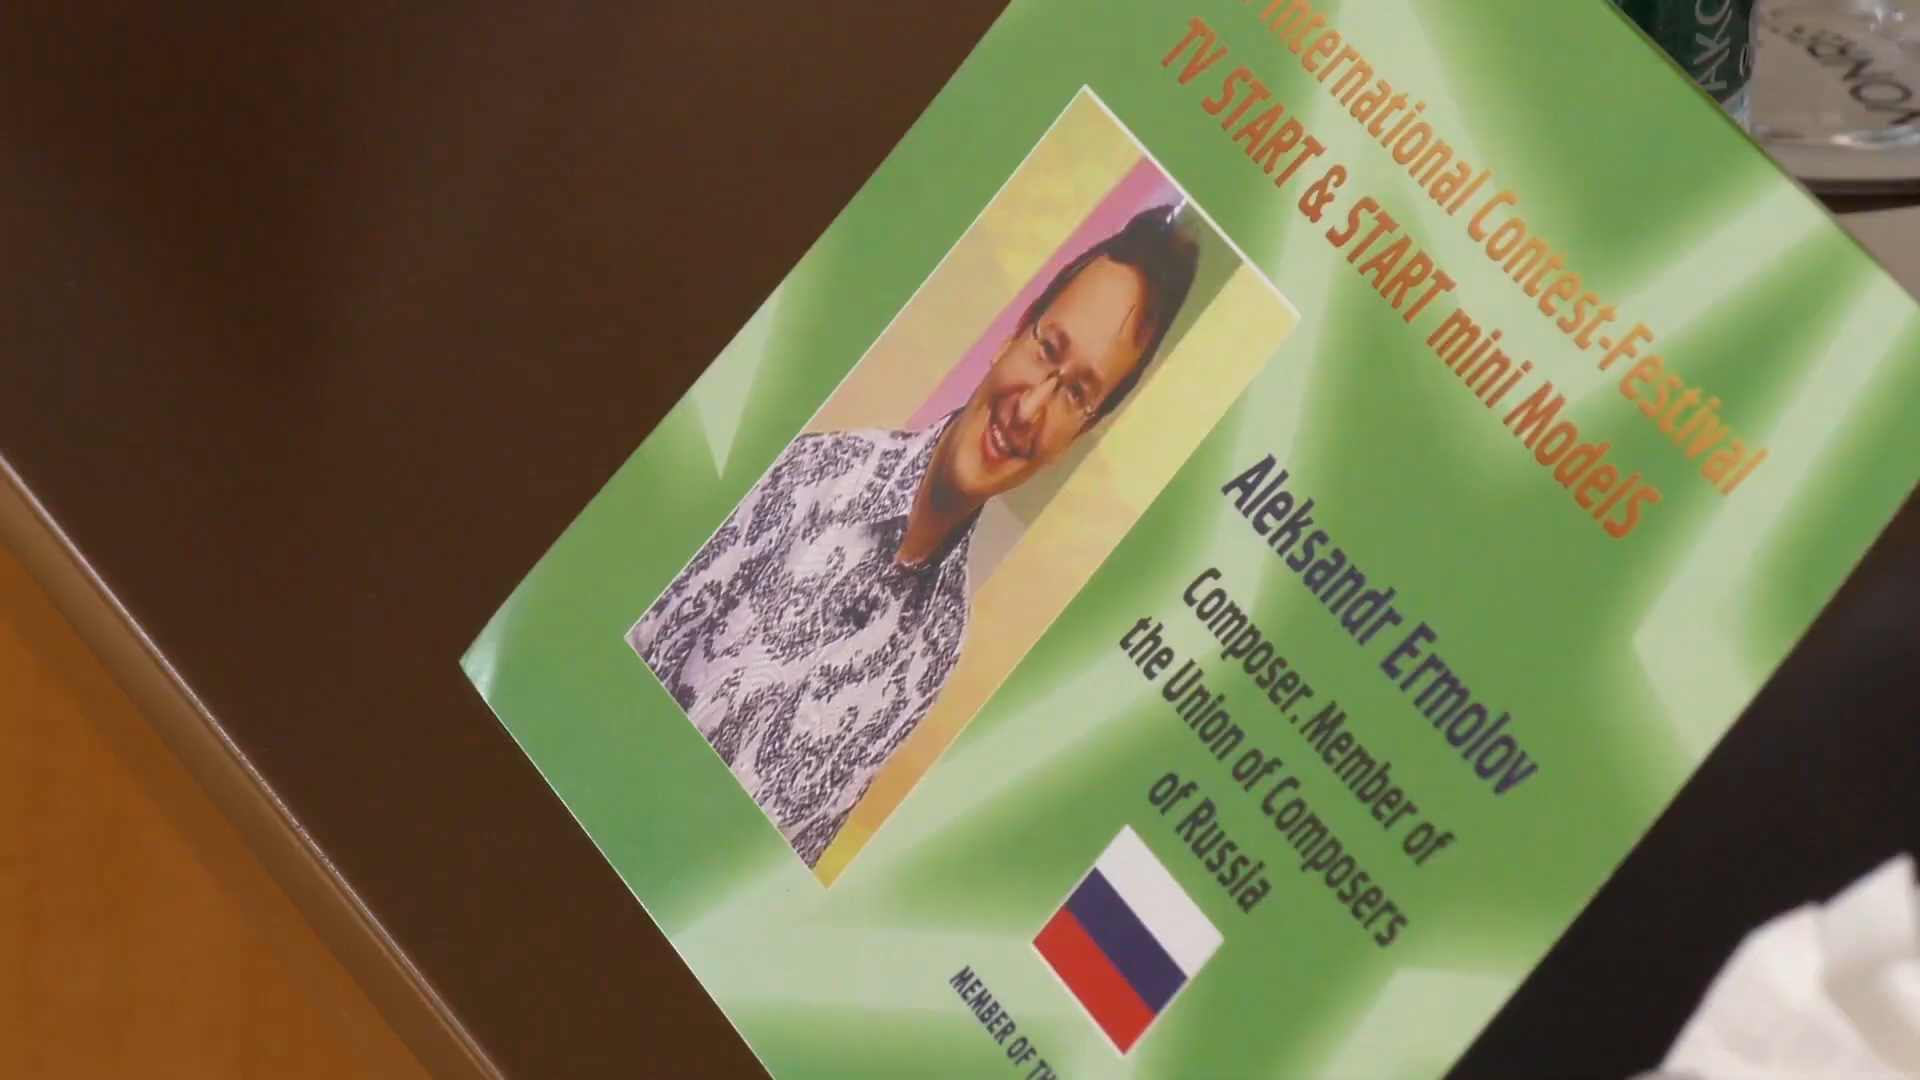 International Contest-Festival
TV START & START mini Models
Aleksandr Ermolov
Composer. Member of
the Union of Composers
of Russia
MEMBER OF